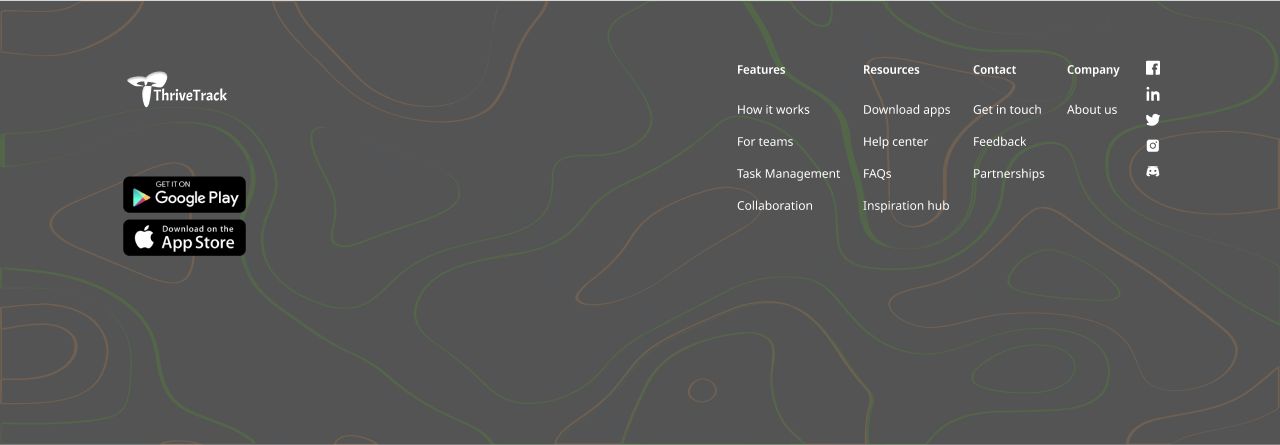 ThriveTrack
GET IT ON
Google Play
Download on the
App Store
Features
How it works
For teams
Task Management
Collaboration
Resources
Download apps
Help center
FAQs
Inspiration hub
Contact
Get in touch
Feedback
Partnerships
Company
About us